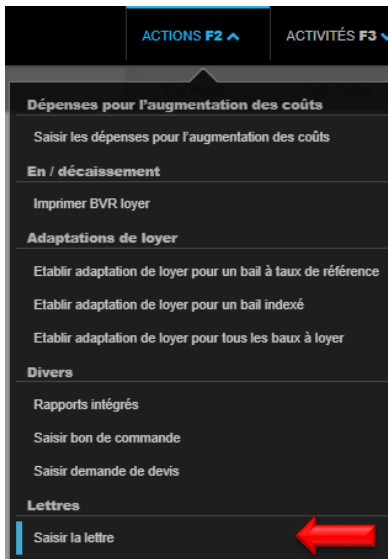 ACTIONS F2 ACTIVITÉS F3
Dépenses pour l'augmentation des coûts
Saisir les dépenses pour l'augmentation des coûts
En / décaissement
Imprimer BVR loyer
Adaptations de loyer
Etablir adaptation de loyer pour un bail à taux de référence
Etablir adaptation de loyer pour un bail indexé
Etablir adaptation de loyer pour tous les baux à loyer
Divers
Rapports intégrés
Saisir bon de commande
Saisir demande de devis
Lettres
Saisir la lettre